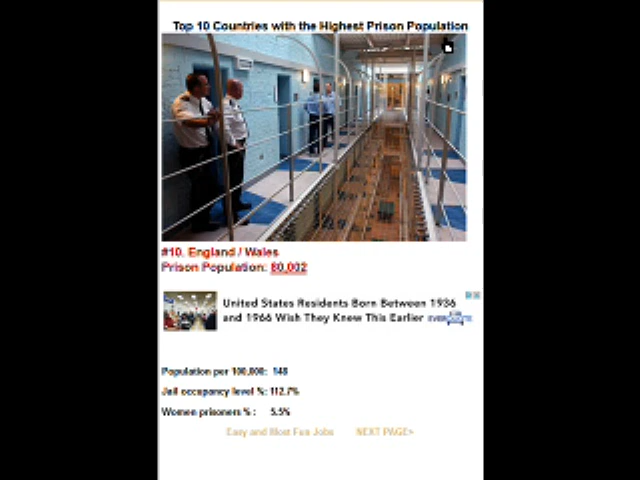 Top 10 Countries with the Highest Prison Population
#10. England / Wales
Prison Population: 80,002
United States Residents Born Between 1936
and 1966 Wish They Knew This Earlier
Population per 100,000: 148
Jail occupancy level %: 112.7%
Women prisoners %: 5.5%
Easy and Most Fun Jobs NEXT PAGE>